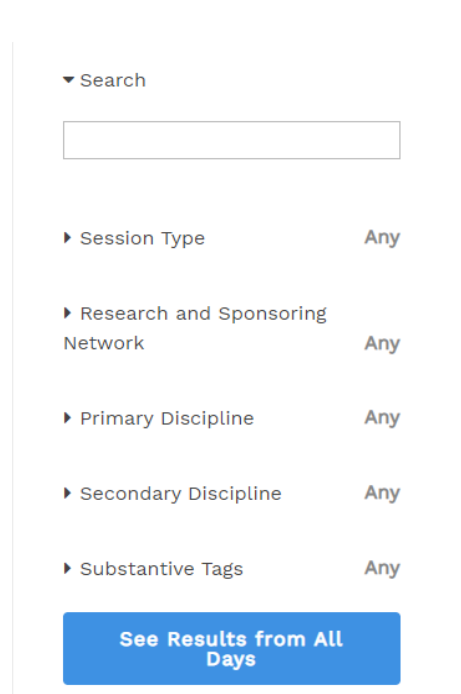 Search
Session Type Any
Research and Sponsoring
Network Any
Primary Discipline Any
Secondary Discipline Any
Substantive Tags Any
See Results from All
Days